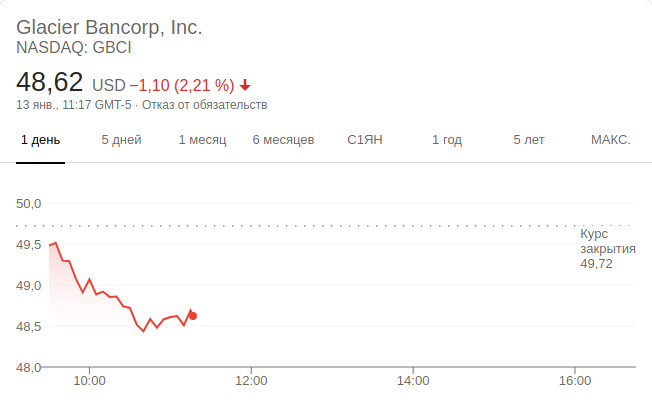 Glacier Bancorp, Inc.
NASDAQ: GBCI
48,62 USD −1,10 (2,21 %)
13 янв., 11:17 GMT-5 · Отказ от обязательств
1 день 5 дней 1 месяц 6 месяцев С1ЯН 1 год 5 лет МАКС.
50,0
Курс
закрытия
49,72
49,5
49,0
48,5
48,0
10:00 12:00 14:00 16:00